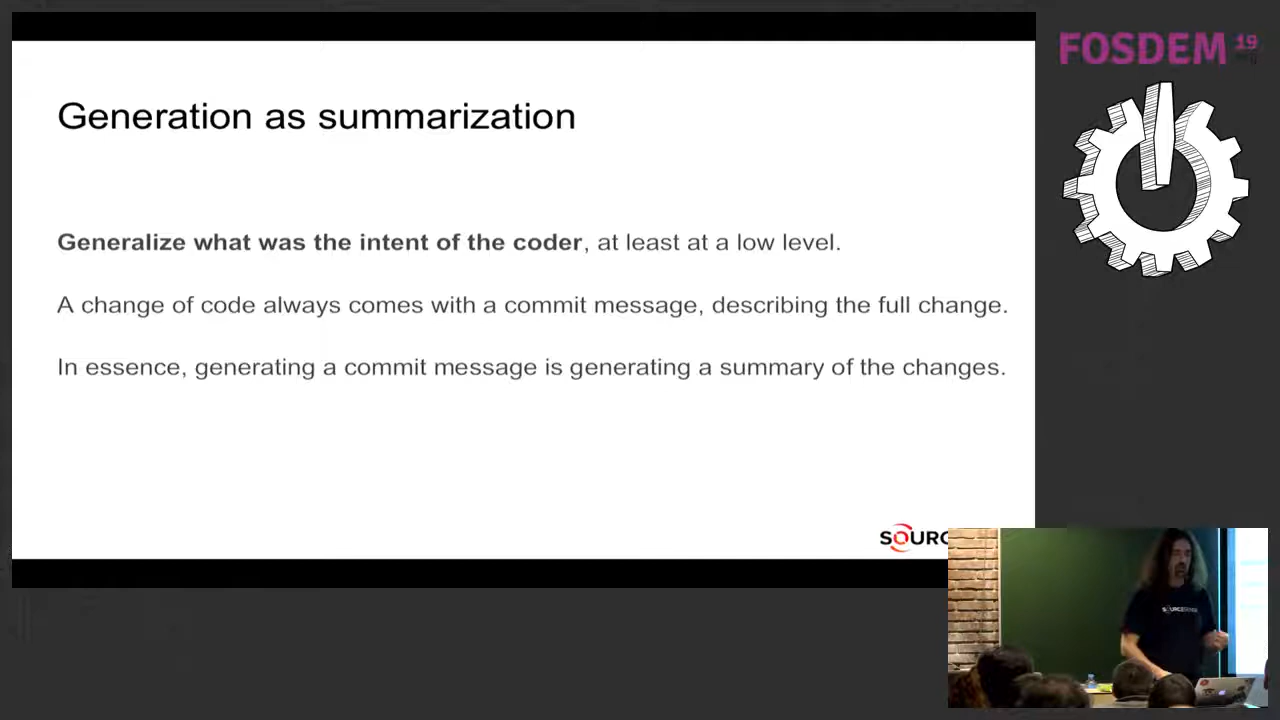 Generation as summarization
FOSDEM 19
Generalize what was the intent of the coder, at least at a low level.
A change of code always comes with a commit message, describing the full change.
In essence, generating a commit message is generating a summary of the changes.
SOURC